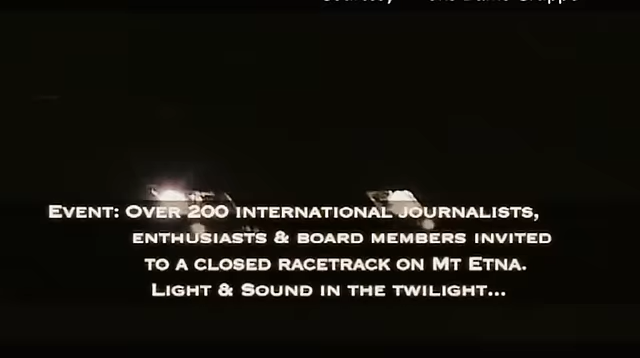 EVENT: OVER 200 INTERNATIONAL JOURNALISTS,
ENTHUSIASTS & BOARD MEMBERS INVITED
TO A CLOSED RACETRACK ON MT ETNA.
LIGHT & SOUND IN THE TWILIGHT...